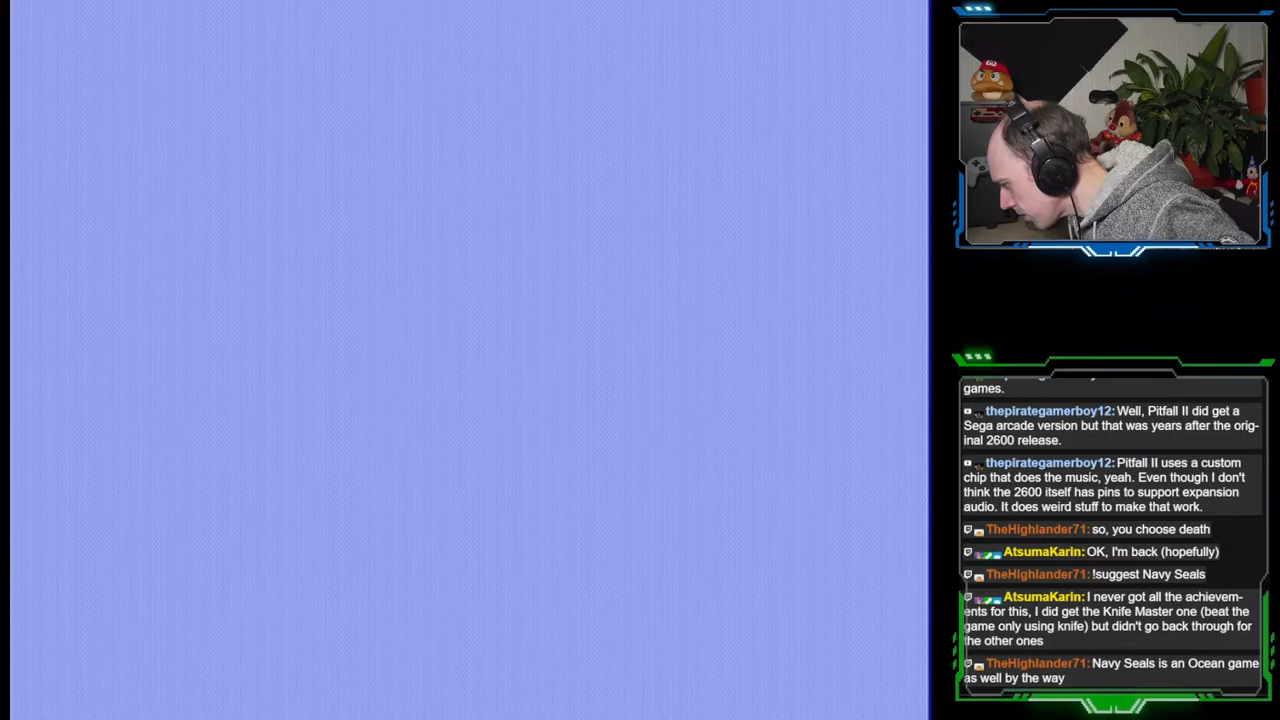 games.
thepirategamerboy12: Well, Pitfall II did get a
Sega arcade version but that was years after the orig-
inal 2600 release.
thepirategamerboy12: Pitfall II uses a custom
chip that does the music, yeah. Even though I don't
think the 2600 itself has pins to support expansion
audio. It does weird stuff to make that work.
TheHighlander71: so, you choose death
AtsumaKarin: OK, I'm back (hopefully)
TheHighlander71: !suggest Navy Seals
AtsumaKarin: I never got all the achievem-
ents for this, I did get the Knife Master one (beat the
game only using knife) but didn't go back through for
the other ones
TheHighlander71: Navy Seals is an Ocean game
as well by the way